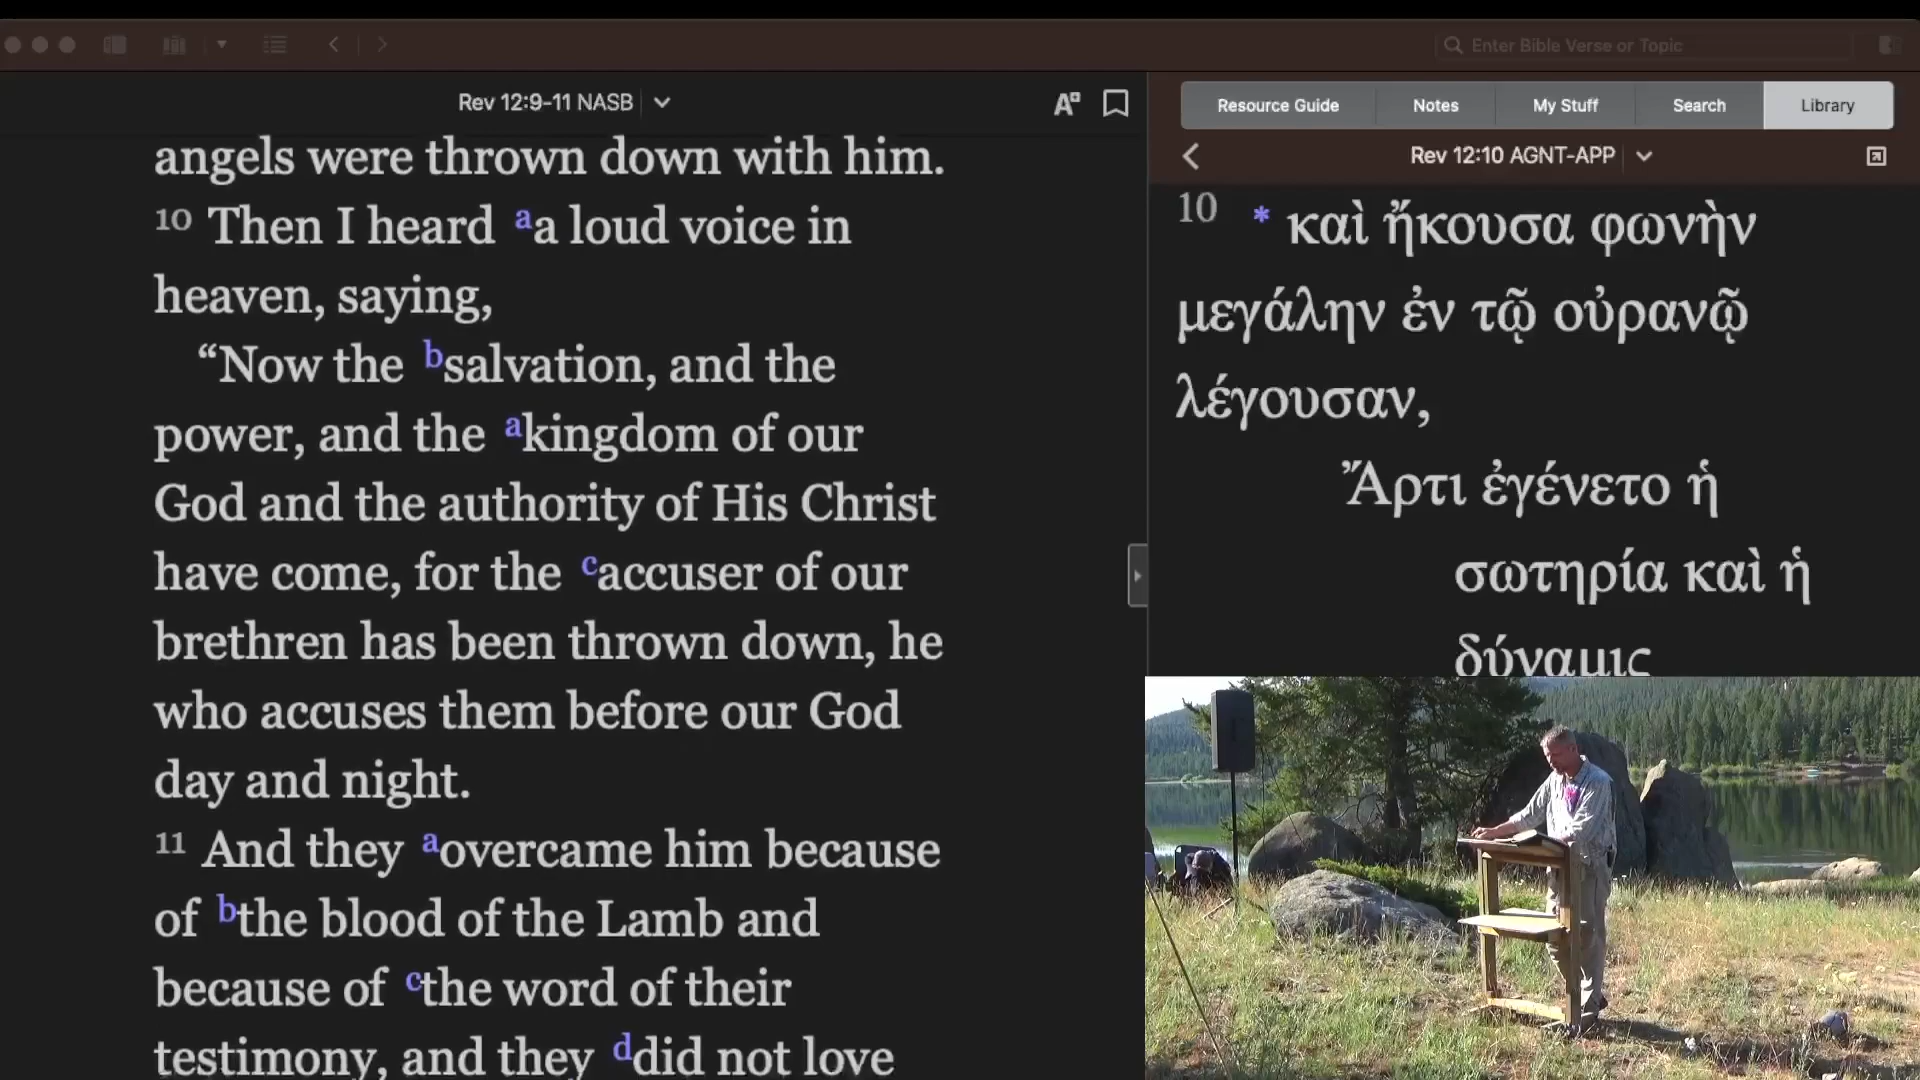 Enter Bible Verse or Topic
Rev 12:9-11 NASB
A
angels were thrown down with him.
10 Then I heard a a loud voice in
heaven, saying,
“Now the b salvation, and the
power, and the a kingdom of our
God and the authority of His Christ
have come, for the c accuser of our
brethren has been thrown down, he
who accuses them before our God
day and night.
11 And they a overcame him because
of b the blood of the Lamb and
because of c the word of their
testimony, and they d did not love
Resource Guide
Notes
My Stuff
Search
Library
Rev 12:10 AGNT-APP
10 * καὶ ἤκουσα φωνὴν
μεγάλην ἐν τῷ οὐρανῷ
λέγουσαν,
Ἄρτι ἐγένετο ἡ
σωτηρία καὶ ἡ
δύναμις